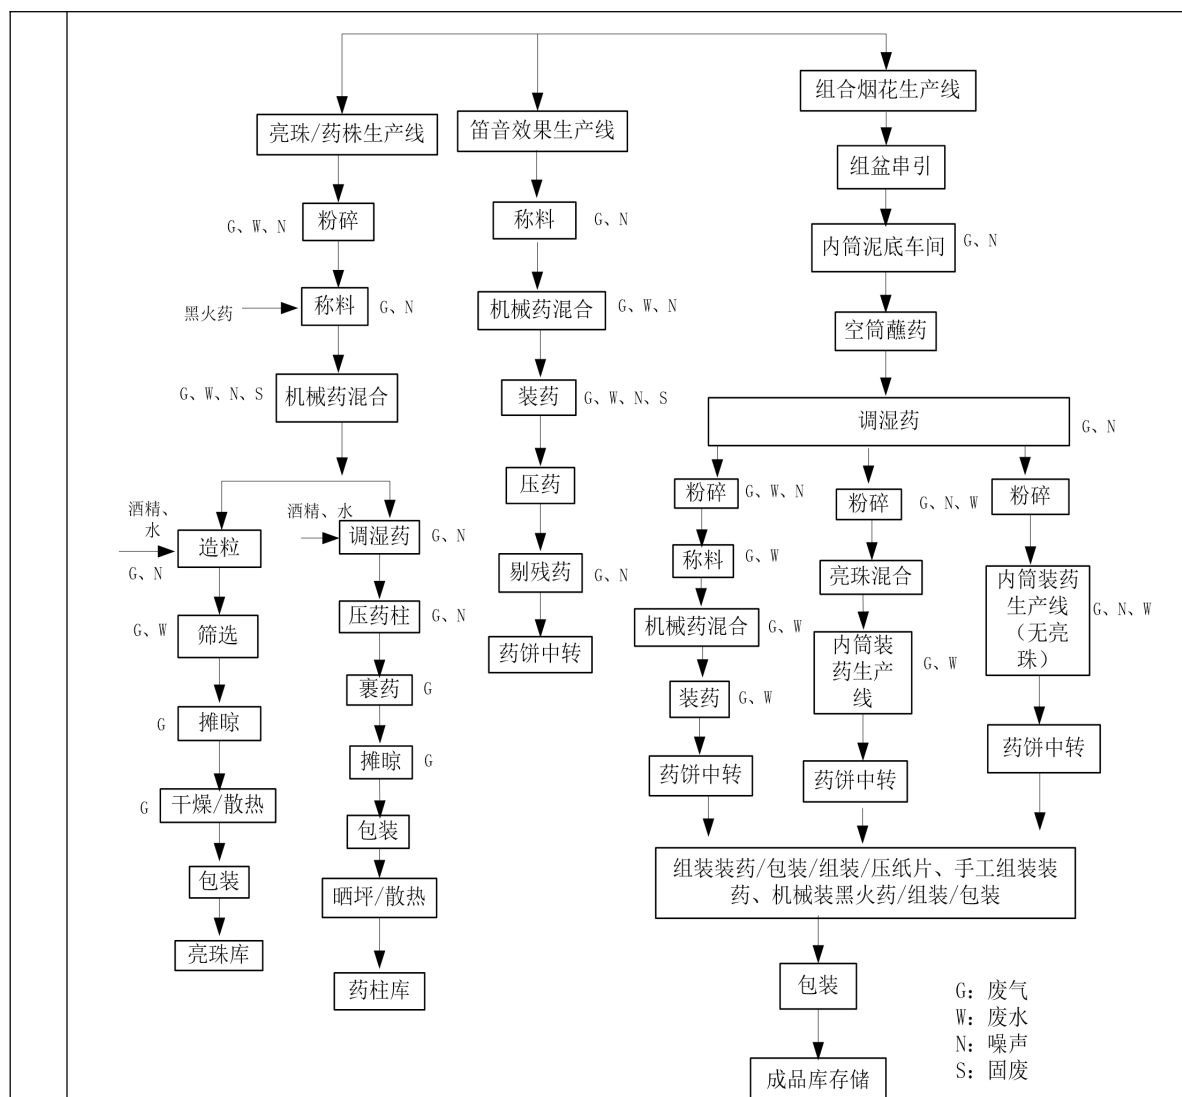 组合烟花生产线
亮珠/药株生产线
笛音效果生产线
组盆串引
粉碎
G、W、N
称料
G、N
内筒泥底车间
G、N
黑火药
称料
G、N
机械药混合
G、W、N
空筒蘸药
G、W、N、S
机械药混合
装药
G、W、N、S
调湿药
G、N
压药
粉碎
G、W、N
粉碎
G、N、W
粉碎
酒精、
水
造粒
G、N
酒精、水
调湿药
G、N
剔残药
G、N
称料
G、W
亮珠混合
内筒装药
生产线
（无亮
珠）
G、N、W
G、W
筛选
压药柱
G、N
药饼中转
机械药混合
G、W
内筒装
药生产
线
G、W
裹药
G
装药
G、W
G
摊晾
摊晾
G
药饼中转
药饼中转
药饼中转
G
干燥/散热
包装
包装
晒坪/散热
组装装药/包装/组装/压纸片、手工组装装
药、机械装黑火药/组装/包装
亮珠库
药柱库
包装
成品库存储
G：废气
W：废水
N：噪声
S：固废